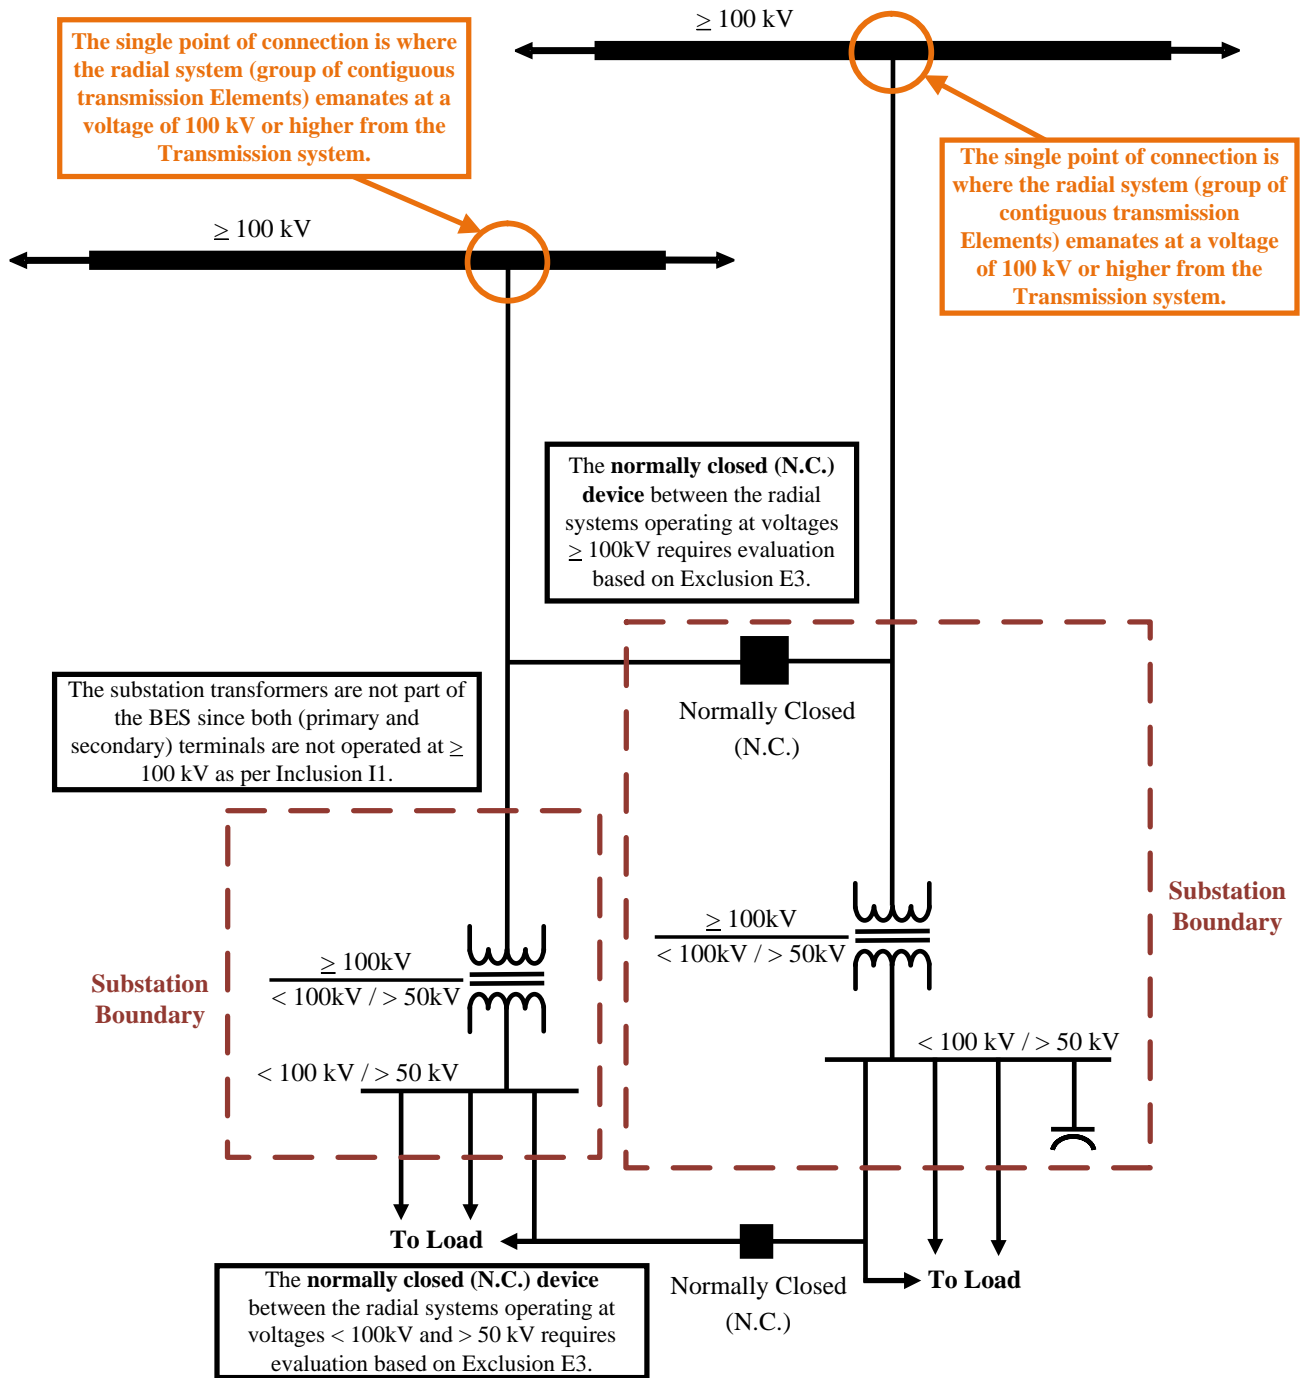 ≥ 100 kV
The single point of connection is where
the radial system (group of contiguous
transmission Elements) emanates at a
voltage of 100 kV or higher from the
Transmission system.
The single point of connection is
where the radial system (group of
contiguous transmission
Elements) emanates at a voltage
of 100 kV or higher from the
Transmission system.
≥ 100 kV
The normally closed (N.C.)
device between the radial
systems operating at voltages
≥ 100kV requires evaluation
based on Exclusion E3.
The substation transformers are not part of
the BES since both (primary and
secondary) terminals are not operated at ≥
100 kV as per Inclusion I1.
Normally Closed
(N.C.)
Substation
Boundary
≥ 100kV
< 100kV / > 50kV
≥ 100kV
< 100kV / > 50kV
Substation
Boundary
< 100 kV / > 50 kV
< 100 kV / > 50 kV
To Load
To Load
Normally Closed
(N.C.)
The normally closed (N.C.) device
between the radial systems operating at
voltages < 100kV and > 50 kV requires
evaluation based on Exclusion E3.